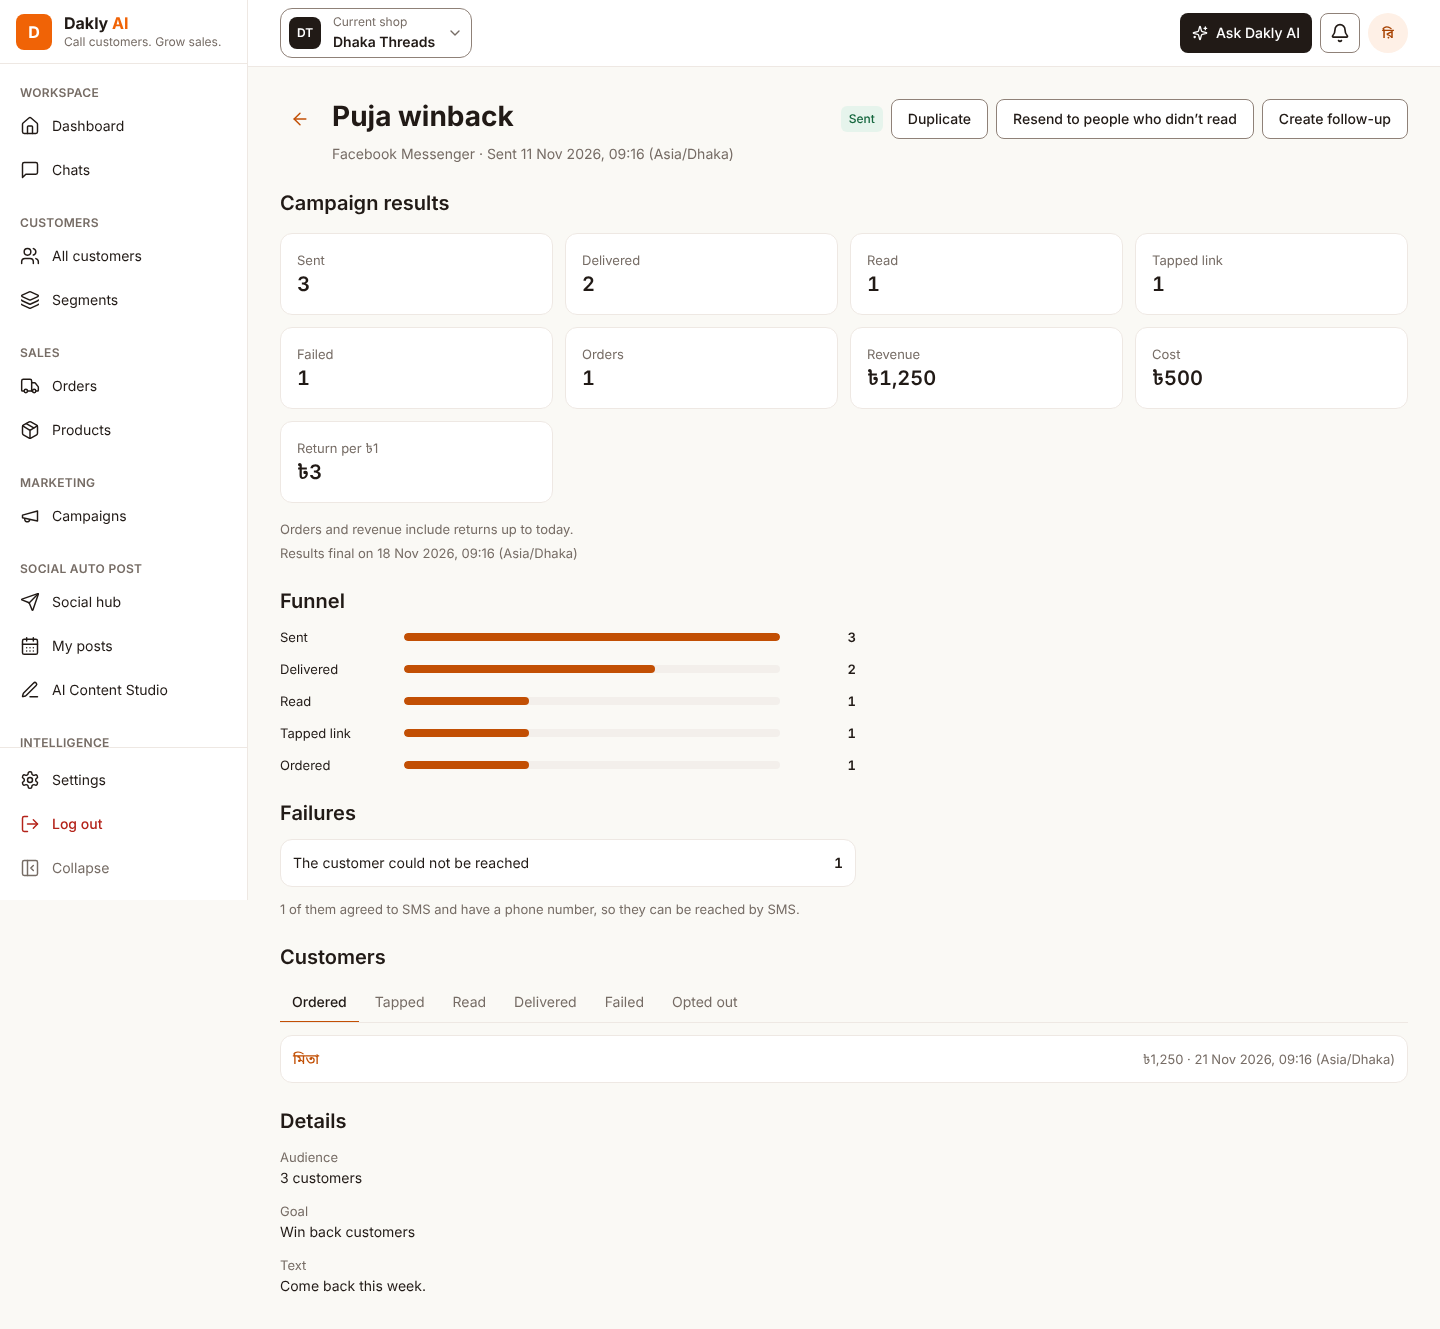 D
Dakly AI
Call customers. Grow sales.
DT
Current shop
Dhaka Threads
Ask Dakly AI
রি
WORKSPACE
Dashboard
Chats
CUSTOMERS
All customers
Segments
SALES
Orders
Products
MARKETING
Campaigns
SOCIAL AUTO POST
Social hub
My posts
AI Content Studio
INTELLIGENCE
Settings
Log out
Collapse
Puja winback
Sent
Duplicate
Resend to people who didn’t read
Create follow-up
Facebook Messenger · Sent 11 Nov 2026, 09:16 (Asia/Dhaka)
Campaign results
Sent
3
Delivered
2
Read
1
Tapped link
1
Failed
1
Orders
1
Revenue
৳1,250
Cost
৳500
Return per ৳1
৳3
Orders and revenue include returns up to today.
Results final on 18 Nov 2026, 09:16 (Asia/Dhaka)
Funnel
Sent 3
Delivered 2
Read 1
Tapped link 1
Ordered 1
Failures
The customer could not be reached 1
1 of them agreed to SMS and have a phone number, so they can be reached by SMS.
Customers
Ordered Tapped Read Delivered Failed Opted out
মিতা ৳1,250 · 21 Nov 2026, 09:16 (Asia/Dhaka)
Details
Audience
3 customers
Goal
Win back customers
Text
Come back this week.